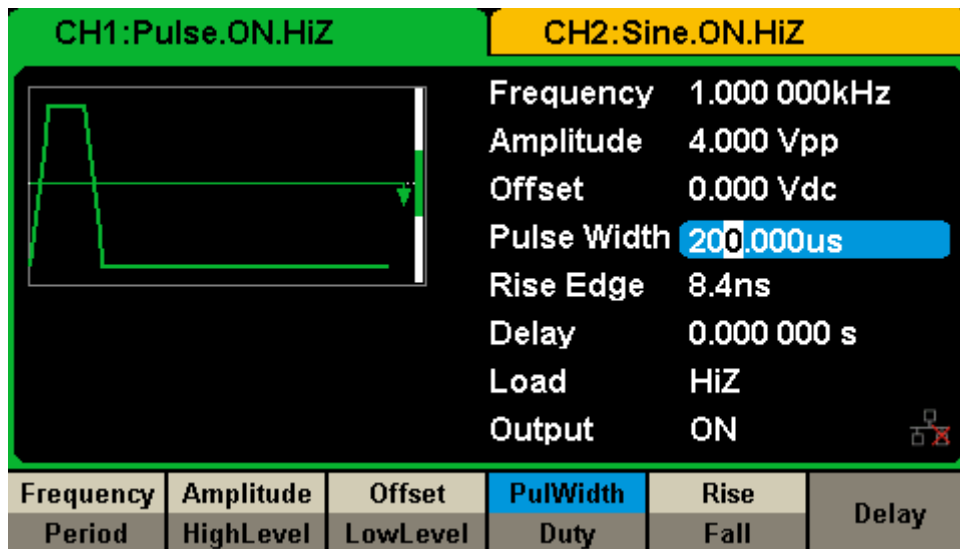 CH1:Pulse.ON.HiZ CH2:Sine.ON.HiZ
Frequency 1.000 000kHz
Amplitude 4.000 Vpp
Offset 0.000 Vdc
Pulse Width 200.000us
Rise Edge 8.4ns
Delay 0.000 000 s
Load HiZ
Output ON
Frequency Amplitude Offset PulWidth Rise Delay
Period HighLevel LowLevel Duty Fall